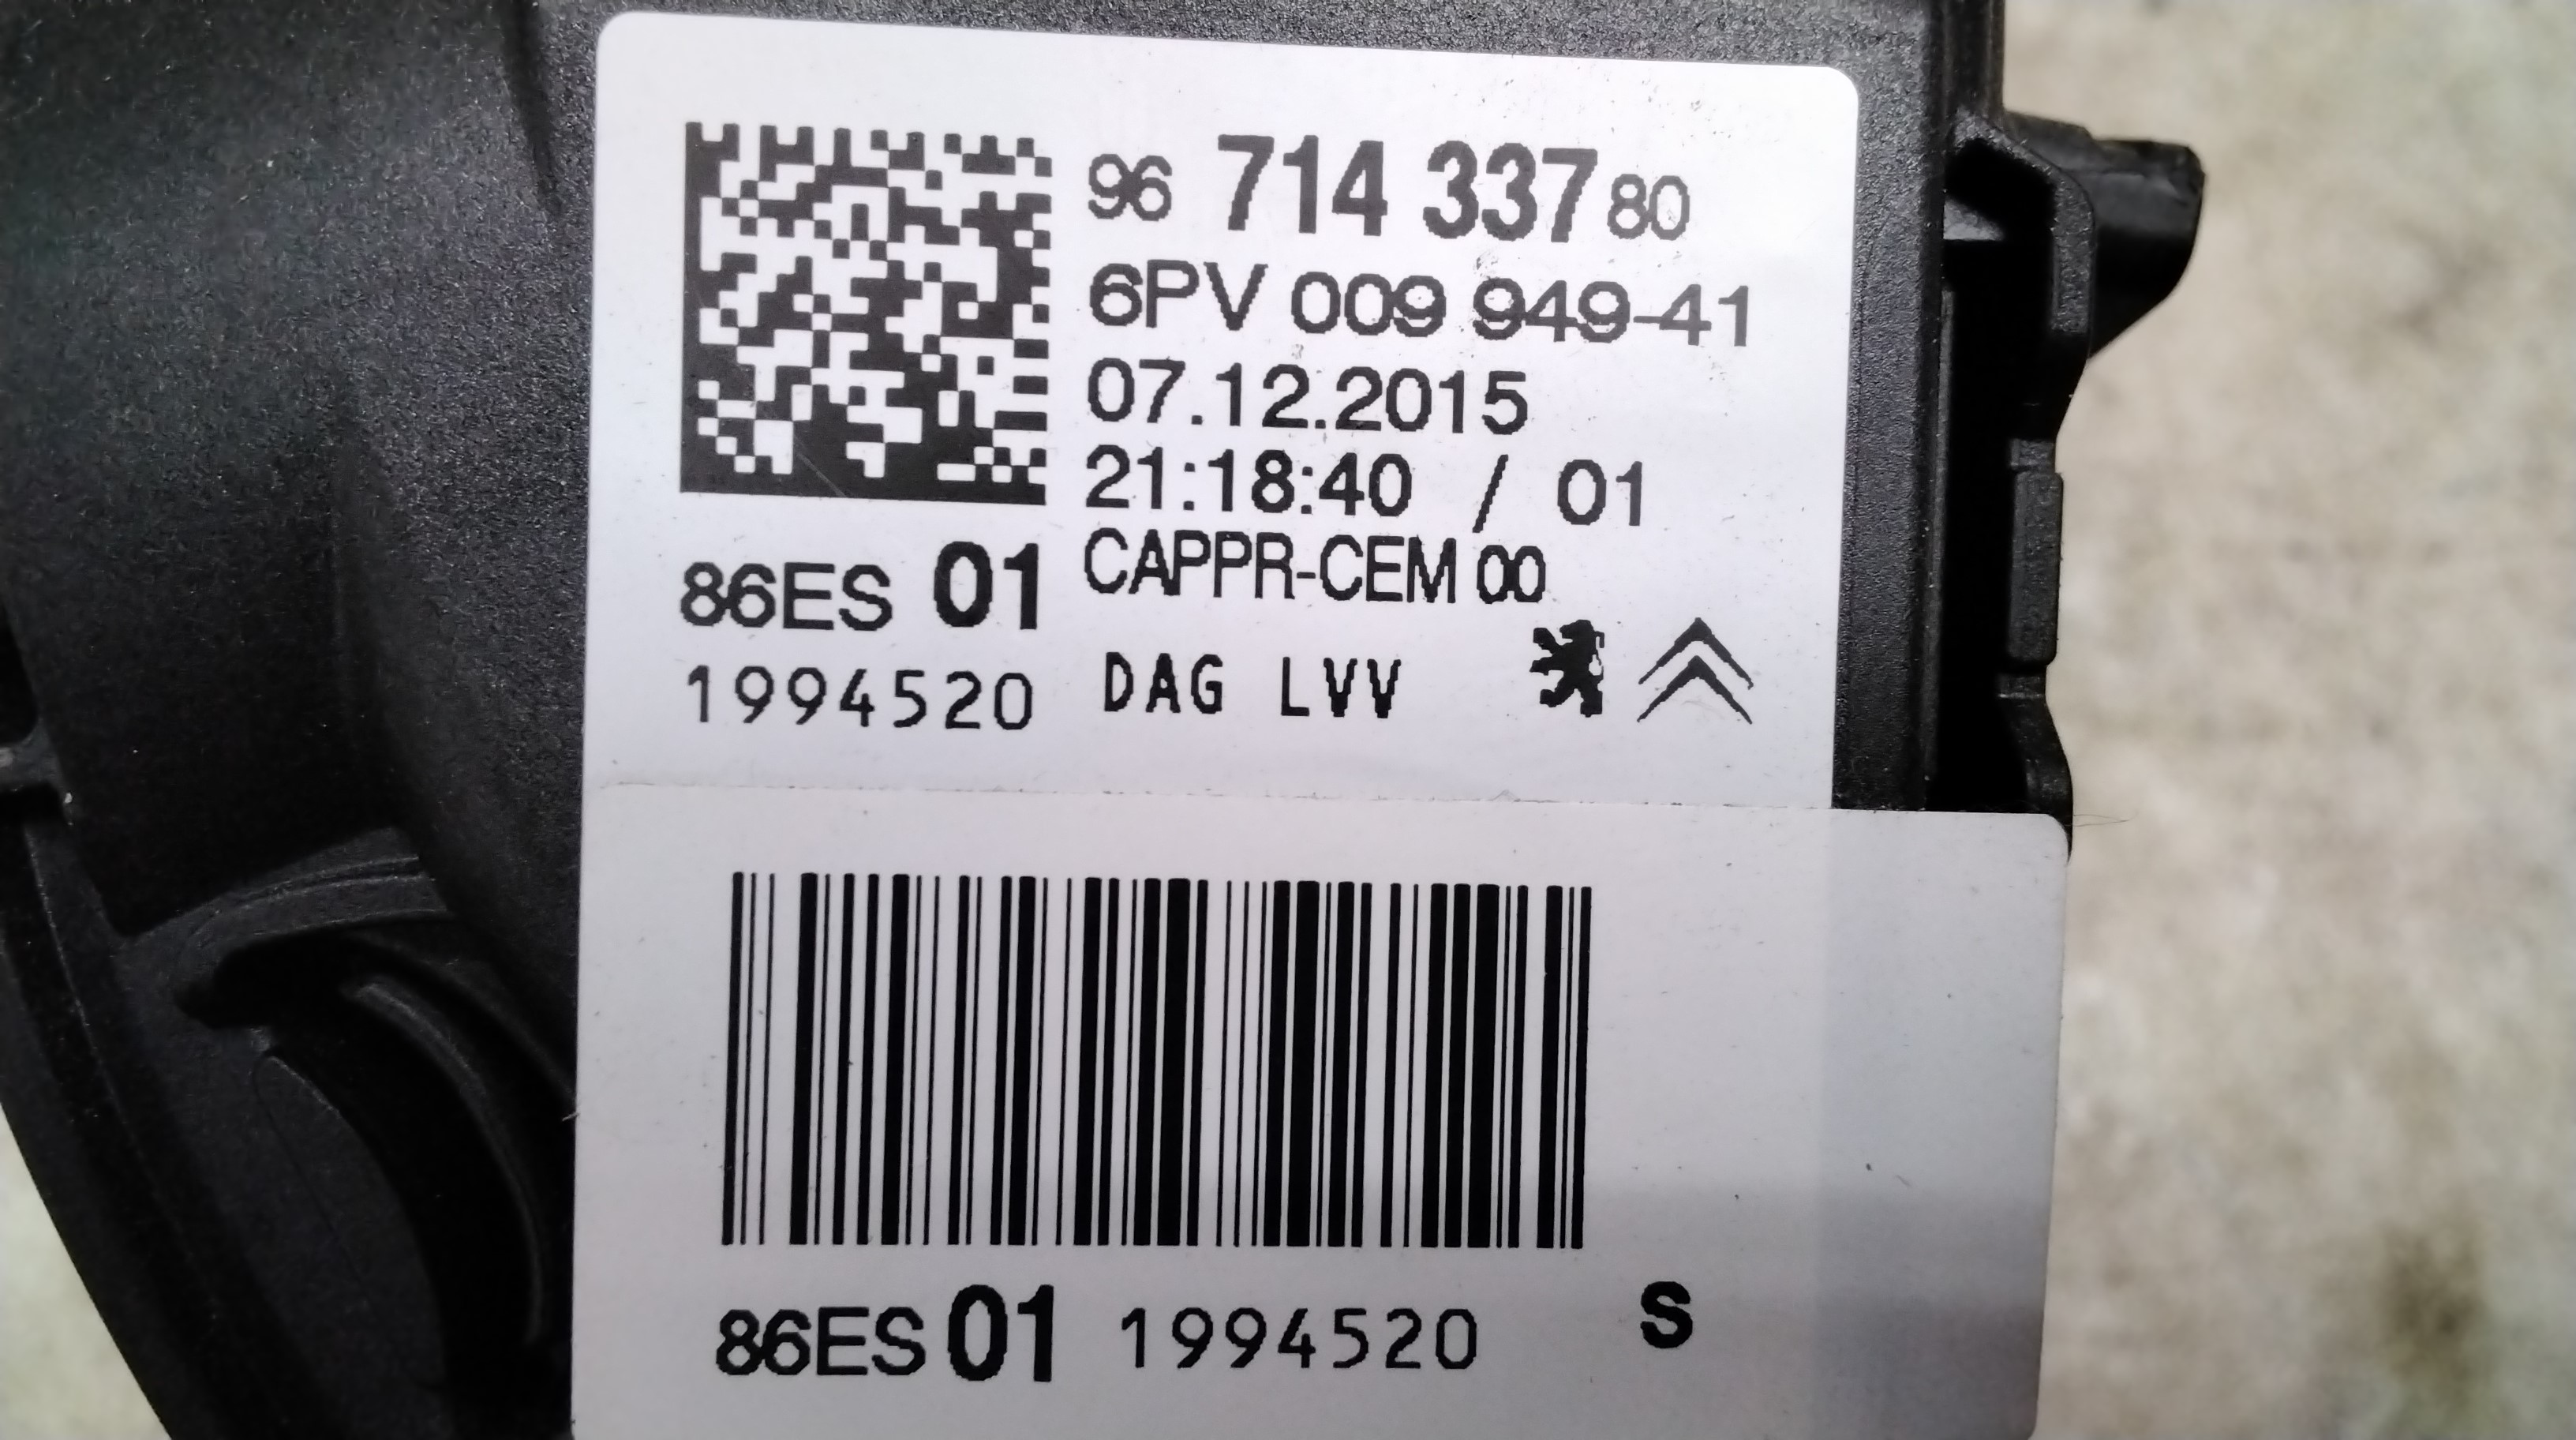 96 714 337 80
6PV 009 949-41
07.12.2015
21:18:40 / 01
86ES 01 CAPPR-CEM 00
1994520 DAG LVV
86ES 01 1994520 S